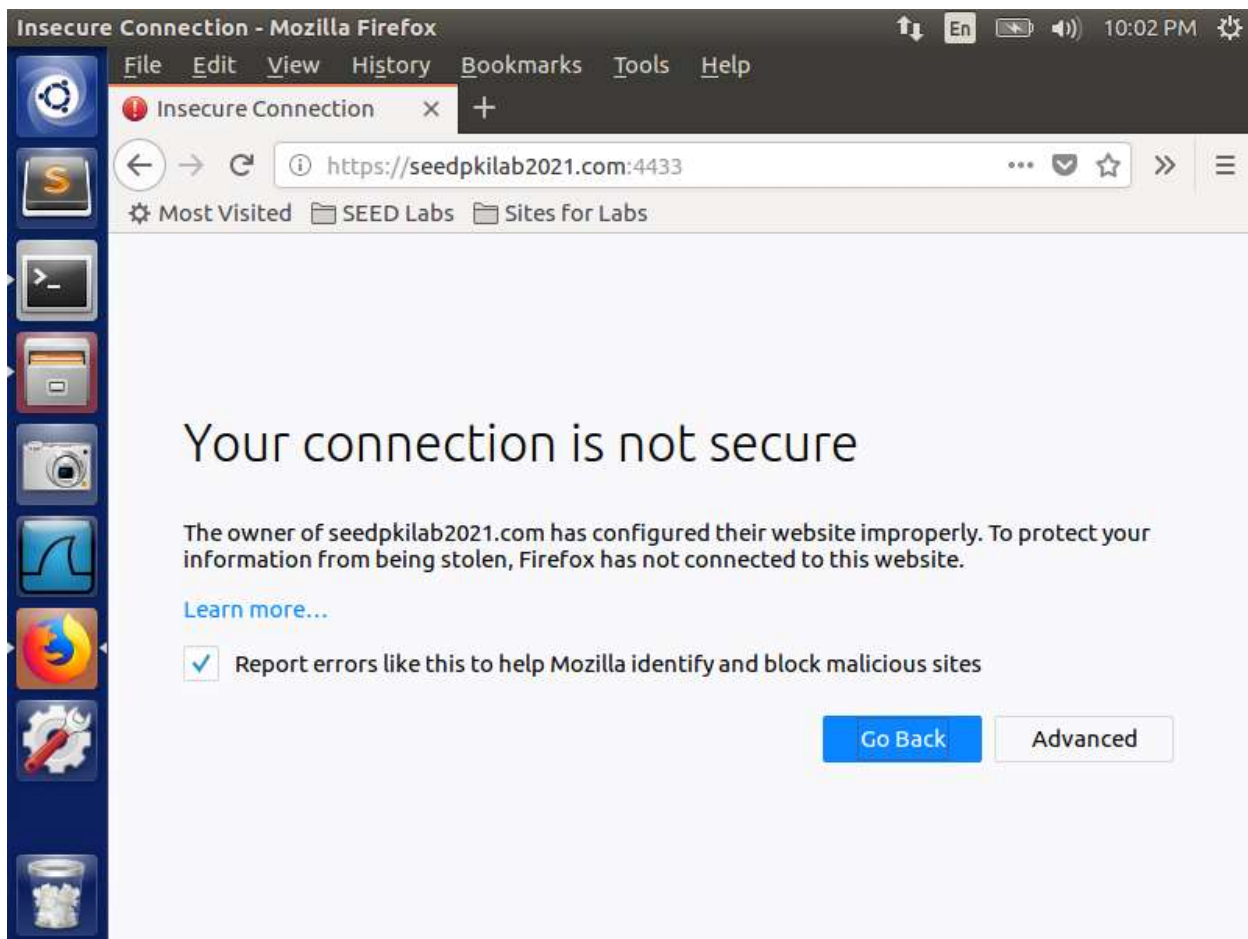 Insecure Connection - Mozilla Firefox
En
10:02 PM
File Edit View History Bookmarks Tools Help
Insecure Connection
https://seedpkilab2021.com:4433
Most Visited SEED Labs Sites for Labs
Your connection is not secure
The owner of seedpkilab2021.com has configured their website improperly. To protect your
information from being stolen, Firefox has not connected to this website.
Learn more...
Report errors like this to help Mozilla identify and block malicious sites
Go Back Advanced